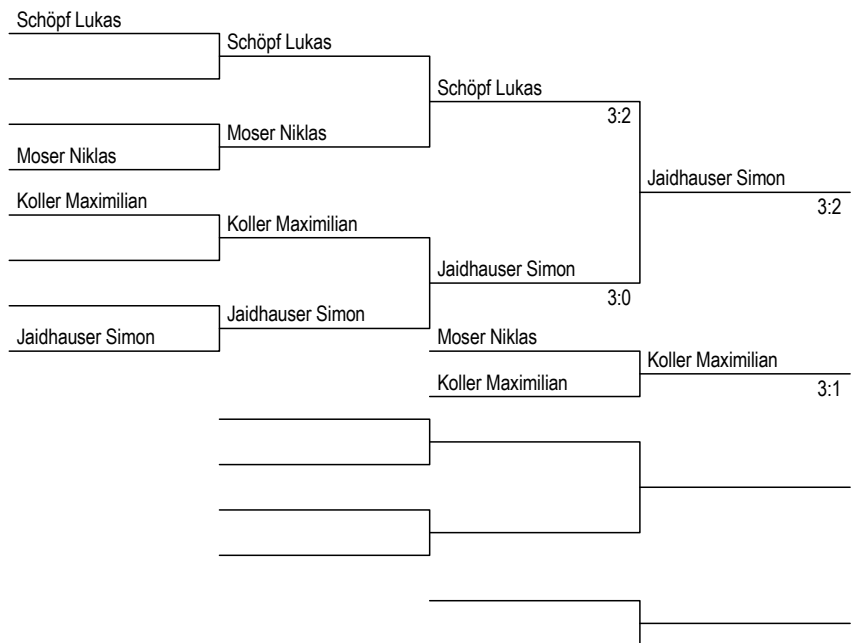 Schöpf Lukas
Schöpf Lukas
Schöpf Lukas
3:2
Moser Niklas
Moser Niklas
Jaidhauser Simon
3:2
Koller Maximilian
Koller Maximilian
Jaidhauser Simon
3:0
Jaidhauser Simon
Jaidhauser Simon
Moser Niklas
Koller Maximilian
3:1
Koller Maximilian